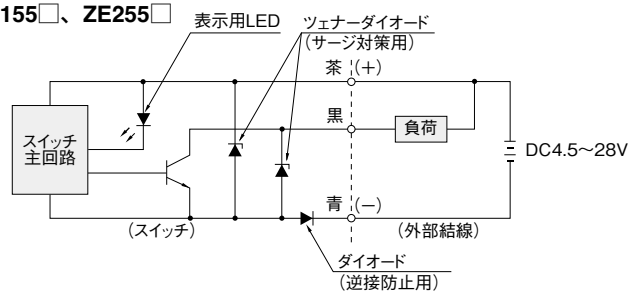 155□、ZE255□
表示用LED
ツェナーダイオード
(サージ対策用)
茶 (+)
黒
負荷
スイッチ
主回路
DC4.5〜28V
青 (−)
(スイッチ)
(外部結線)
ダイオード
(逆接防止用)